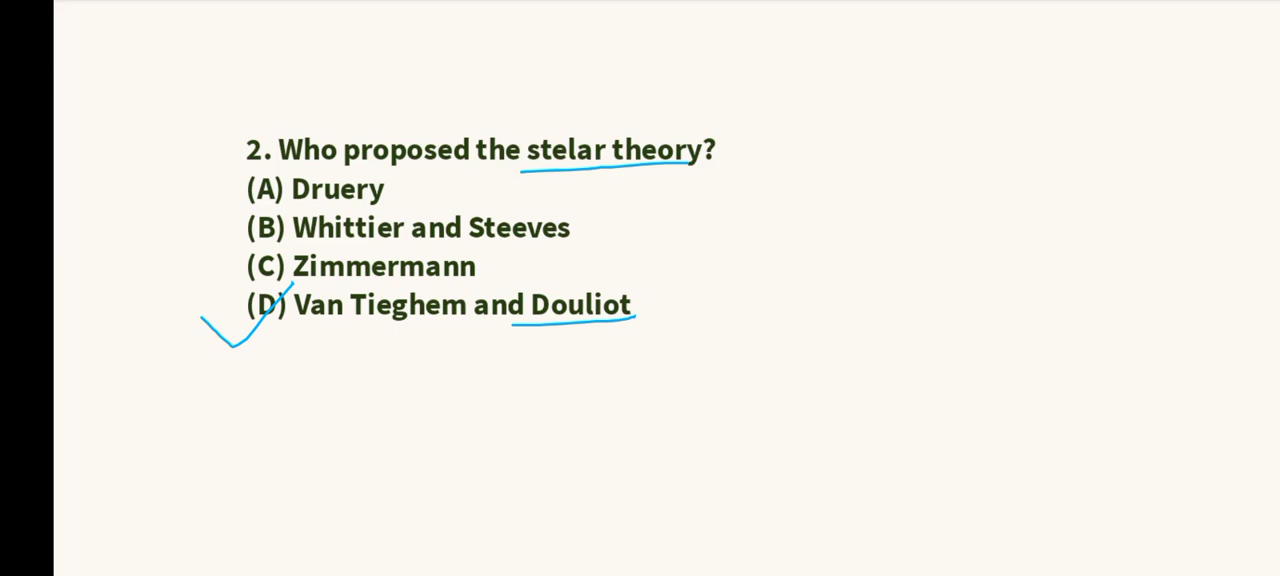 2. Who proposed the stelar theory?
(A) Druery
(B) Whittier and Steeves
(C) Zimmermann
(D) Van Tieghem and Douliot